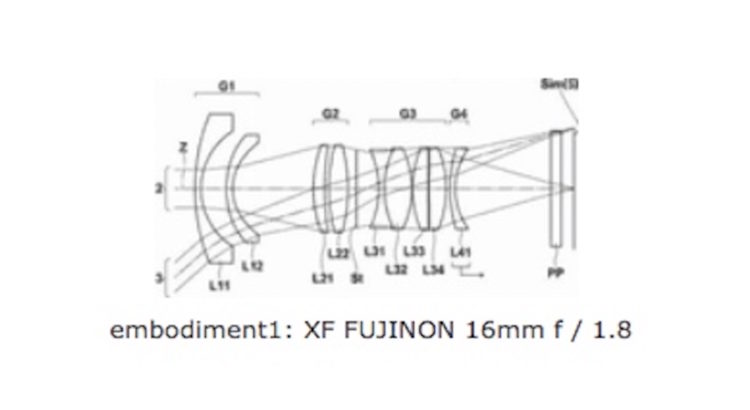 Sim(S)
G1
G2 G3 G4
Z
2
3
L11 L12 L21 L22 St L31 L32 L33 L34 L41 PP
embodiment1: XF FUJINON 16mm f / 1.8